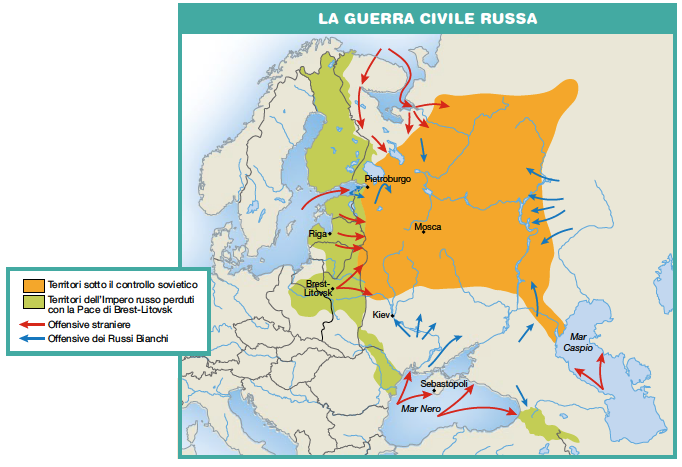 LA GUERRA CIVILE RUSSA
Pietroburgo
Mosca
Riga
Brest-
Litovsk
Kiev
Mar
Caspio
Sebastopoli
Mar Nero
Territori sotto il controllo sovietico
Territori dell'Impero russo perduti
con la Pace di Brest-Litovsk
Offensive straniere
Offensive dei Russi Bianchi